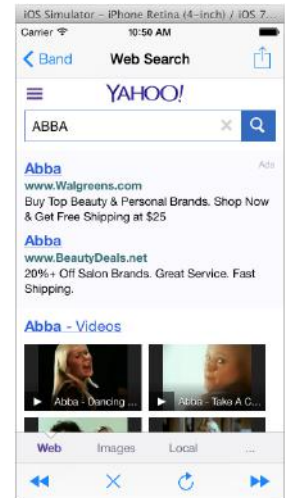 iOS Simulator - iPhone Retina (4-inch) / iOS 7...
Carrier 10:50 AM
Band Web Search
YAHOO!
ABBA
Abba
Ads
www.Walgreens.com
Buy Top Beauty & Personal Brands. Shop Now
& Get Free Shipping at $25
Abba
www.BeautyDeals.net
20%+ Off Salon Brands. Great Service. Fast
Shipping.
Abba - Videos
Abba - Dancing ...
Abba - Take A C...
Web Images Local ...